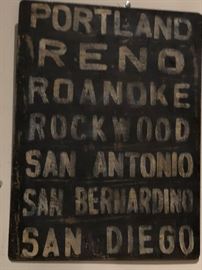 PORTLAND
RENO
ROANOKE
ROCKWOOD
SAN ANTONIO
SAN BERNARDINO
SAN DIEGO